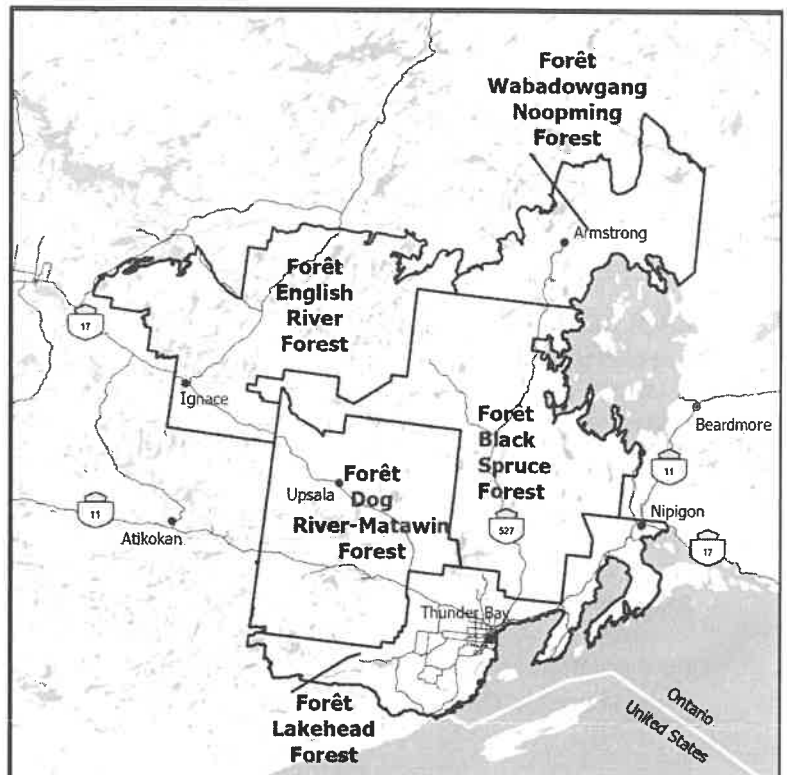 Forêt
Wabadowgang
Noopming
Forest
Armstrong
Forêt
English
River
Forest
17
Ignace
Beardmore
Forêt
Black
Spruce
Forest
11
Forêt
Dog
River-Matawin
Forest
Upsala
11
Atikokan
Nipigon
527
17
Thunder Bay
Forêt
Lakehead
Forest
Ontario
United States